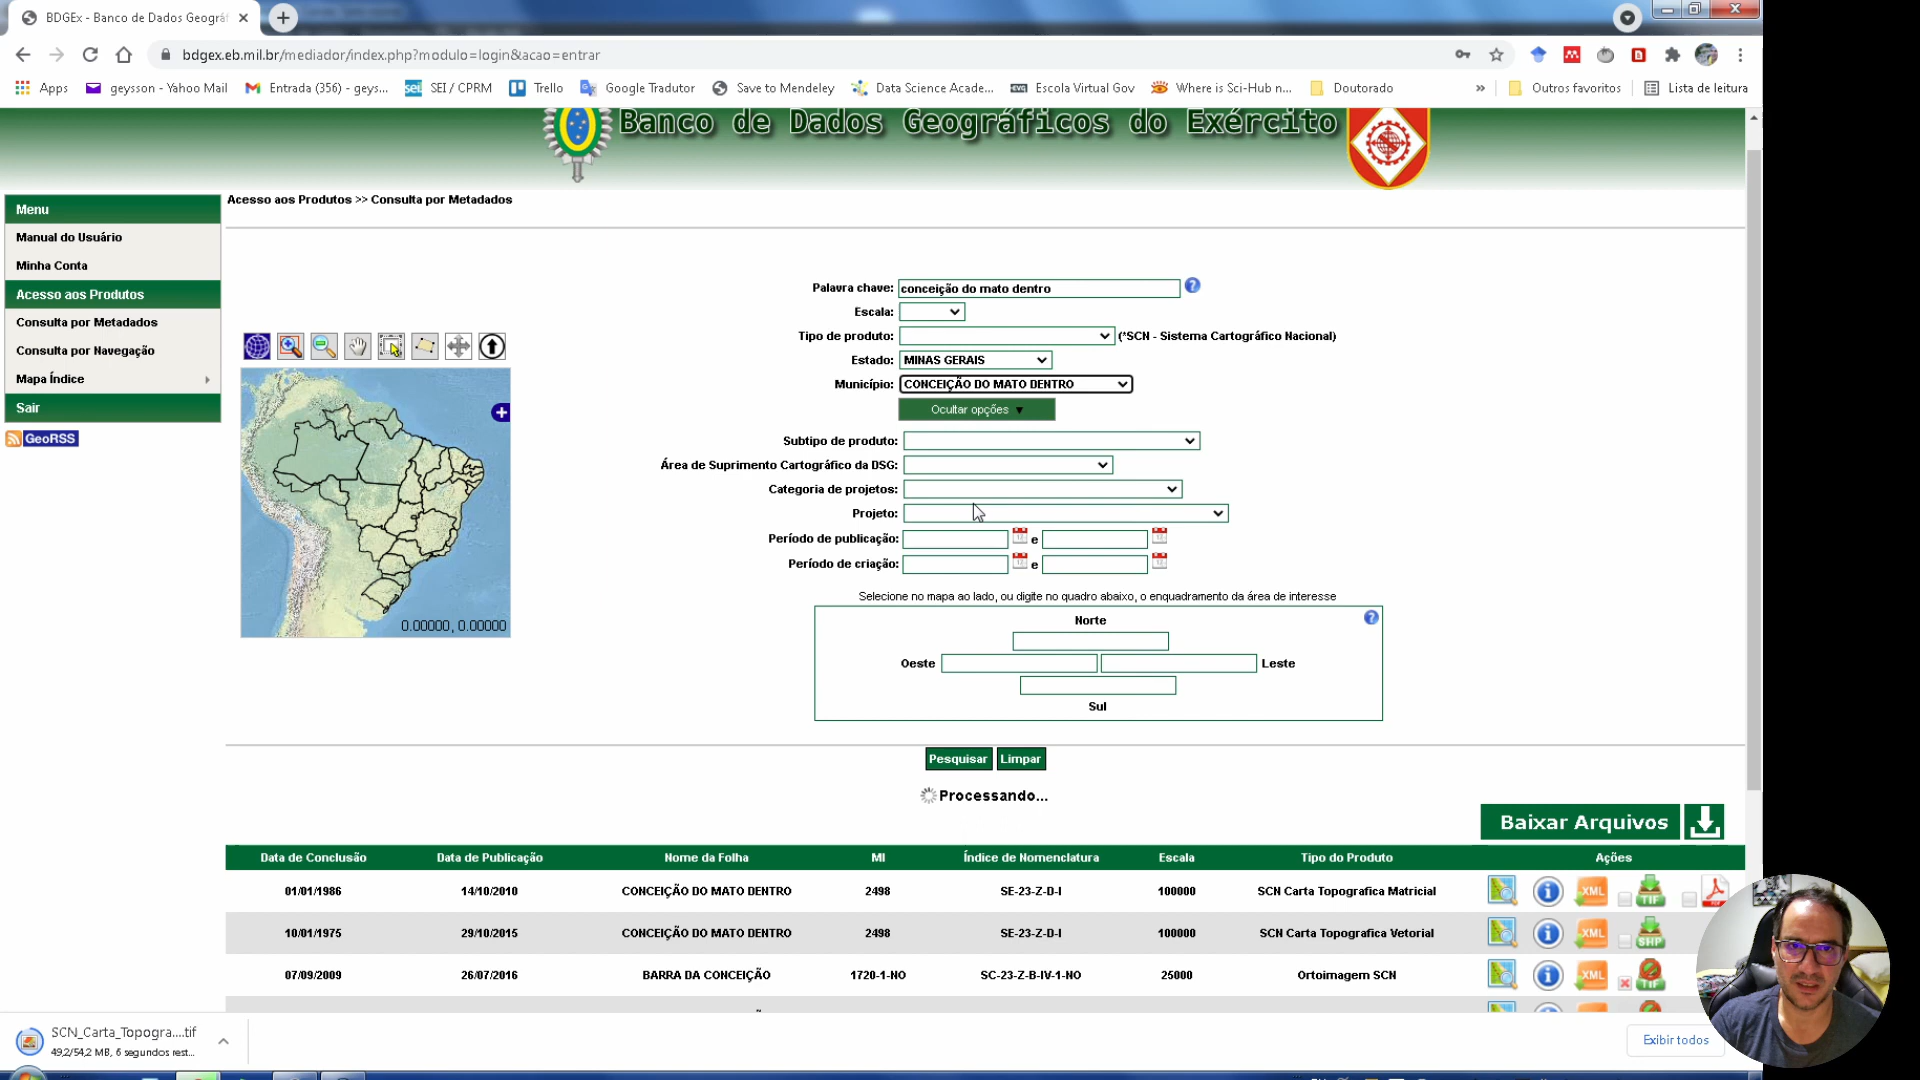 BDGEx - Banco de Dados Geográf
bdgex.eb.mil.br/mediador/index.php?modulo=login&acao=entrar
Apps
geysson - Yahoo Mail
Entrada (356) - geys...
sei
SEI / CPRM
Trello
Google Tradutor
Save to Mendeley
Data Science Acade...
EVG
Escola Virtual Gov
Where is Sci-Hub n...
Doutorado
»
Outros favoritos
Lista de leitura
Banco de Dados Geográficos do Exército
Menu
Manual do Usuário
Minha Conta
Acesso aos Produtos
Consulta por Metadados
Consulta por Navegação
Mapa Índice
Sair
GeoRSS
Acesso aos Produtos >> Consulta por Metadados
Palavra chave: conceição do mato dentro
Escala:
Tipo de produto: (*SCN - Sistema Cartográfico Nacional)
Estado: MINAS GERAIS
Município: CONCEIÇÃO DO MATO DENTRO
Ocultar opções ▼
Subtipo de produto:
Área de Suprimento Cartográfico da DSG:
Categoria de projetos:
Projeto:
Período de publicação: e
Período de criação: e
0.00000, 0.00000
Selecione no mapa ao lado, ou digite no quadro abaixo, o enquadramento da área de interesse
Norte
Oeste Leste
Sul
Pesquisar Limpar
Processando...
Baixar Arquivos
Data de Conclusão Data de Publicação Nome da Folha MI Índice de Nomenclatura Escala Tipo do Produto Ações
01/01/1986 14/10/2010 CONCEIÇÃO DO MATO DENTRO 2498 SE-23-Z-D-I 100000 SCN Carta Topografica Matricial XML TIF PDF
10/01/1975 29/10/2015 CONCEIÇÃO DO MATO DENTRO 2498 SE-23-Z-D-I 100000 SCN Carta Topografica Vetorial XML SHP
07/09/2009 26/07/2016 BARRA DA CONCEIÇÃO 1720-1-NO SC-23-Z-B-IV-1-NO 25000 Ortoimagem SCN XML TIF
SCN_Carta_Topogra....tif
49,2/54,2 MB, 6 segundos rest...
Exibir todos